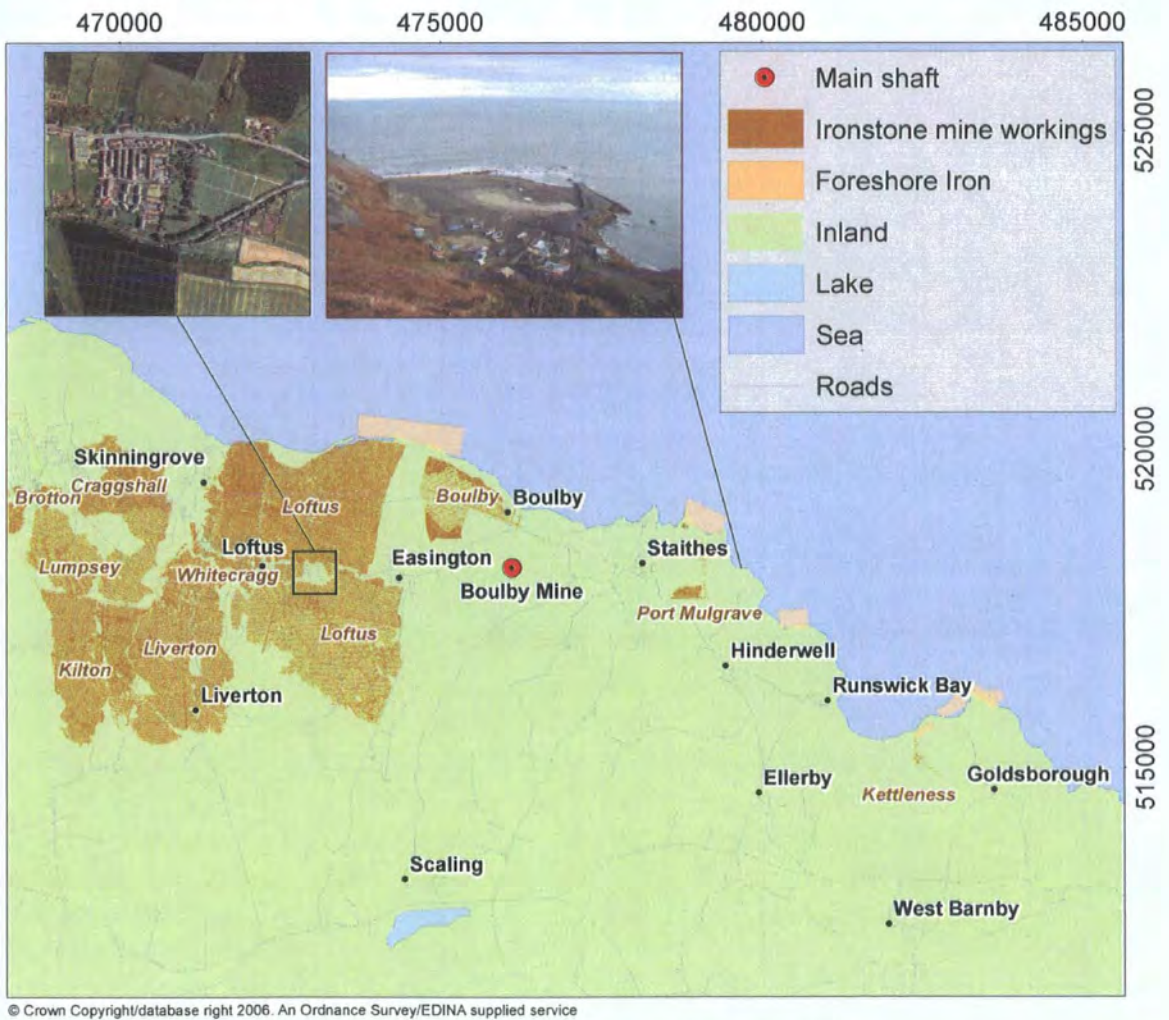 470000
475000
480000
485000
Main shaft
Ironstone mine workings
Foreshore Iron
Inland
Lake
Sea
Roads
525000
520000
515000
Skinningrove
Craggshall
Brotton
Loftus
Boulby
Boulby
Lumpsey
Loftus
Whitecragg
Easington
Boulby Mine
Staithes
Port Mulgrave
Loftus
Liverton
Kilton
Hinderwell
Liverton
Runswick Bay
Ellerby
Kettleness
Goldsborough
Scaling
West Barnby
© Crown Copyright/database right 2006. An Ordnance Survey/EDINA supplied service